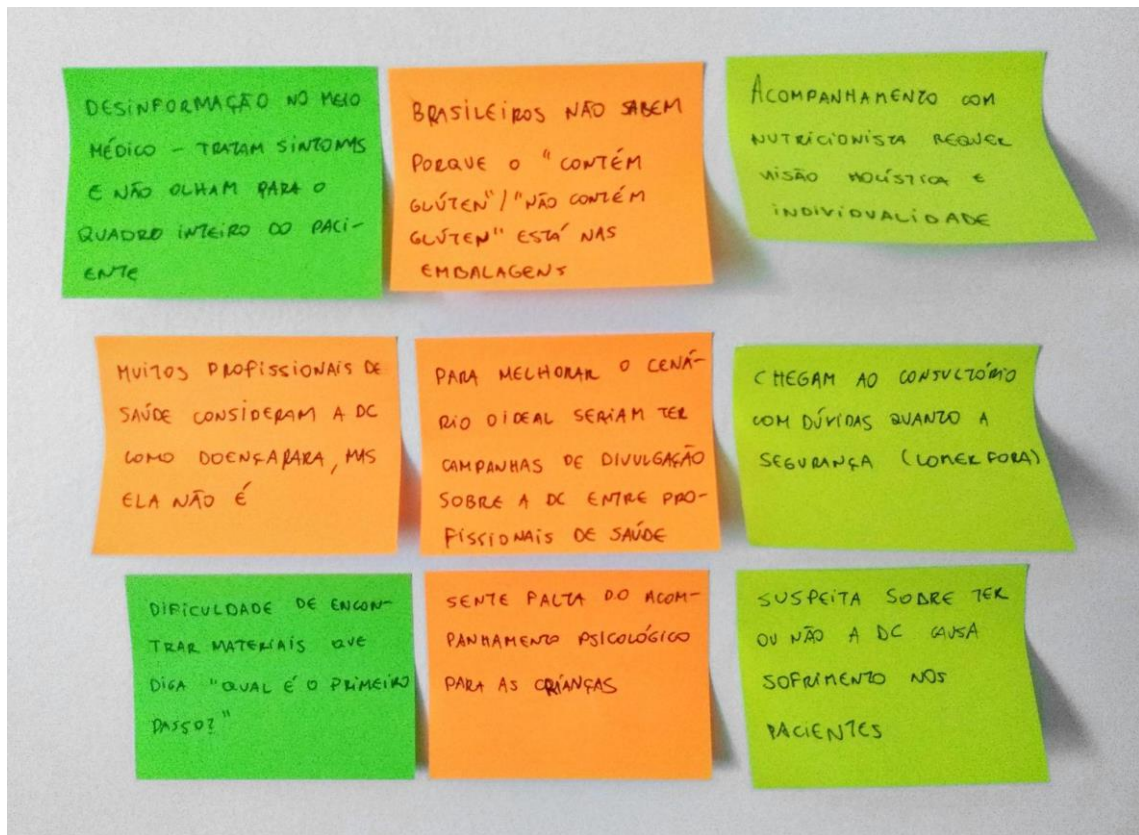 DESINFORMAÇÃO NO MEIO
MÉDICO – TRATAM SINTOMAS
E NÃO OLHAM PARA O
QUADRO INTEIRO DO PACI-
ENTE
BRASILEIROS NÃO SABEM
PORQUE O "CONTÉM
GLÚTEN"/"NÃO CONTÉM
GLÚTEN" ESTÁ NAS
EMBALAGENS
ACOMPANHAMENTO COM
NUTRICIONISTA REQUER
VISÃO HOLÍSTICA E
INDIVIDUALIDADE
MUITOS PROFISSIONAIS DE
SAÚDE CONSIDERAM A DC
COMO DOENÇA RARA, MAS
ELA NÃO É
PARA MELHORAR O CENÁ-
RIO O IDEAL SERIAM TER
CAMPANHAS DE DIVULGAÇÃO
SOBRE A DC ENTRE PRO-
FISSIONAIS DE SAÚDE
CHEGAM AO CONSULTÓRIO
COM DÚVIDAS QUANTO A
SEGURANÇA (COMER FORA)
DIFICULDADE DE ENCON-
TRAR MATERIAIS QUE
DIGA "QUAL É O PRIMEIRO
PASSO?"
SENTE FALTA DO ACOM-
PANHAMENTO PSICOLÓGICO
PARA AS CRIANÇAS
SUSPEITA SOBRE TER
OU NÃO A DC CAUSA
SOFRIMENTO NOS
PACIENTES